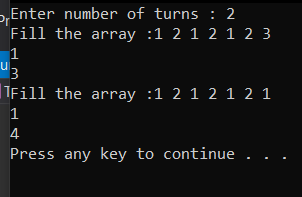 Enter number of turns : 2
Fill the array :1 2 1 2 1 2 3
1
3
Fill the array :1 2 1 2 1 2 1
1
4
Press any key to continue . . .